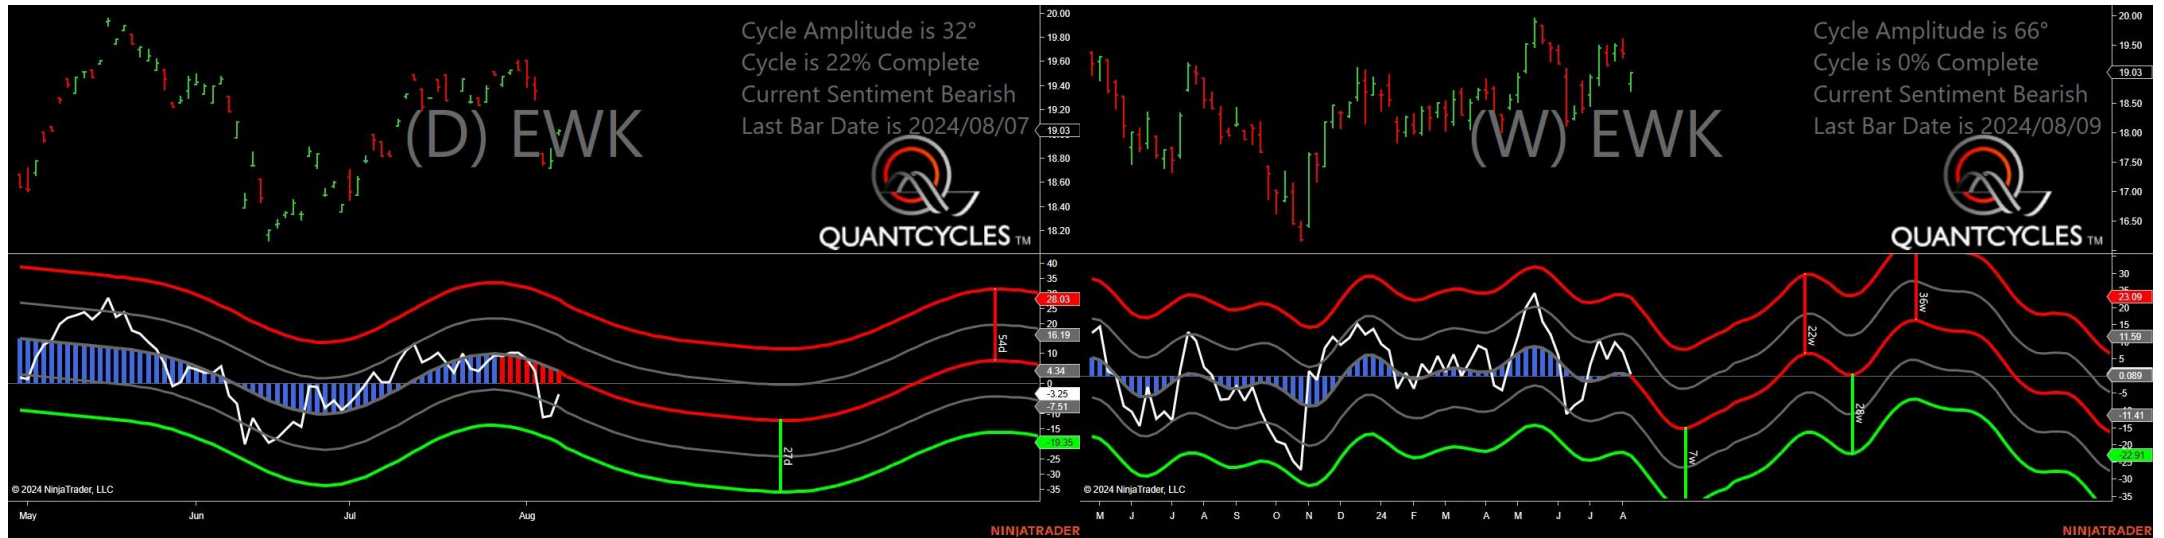 Cycle Amplitude is 32°
Cycle is 22% Complete
Current Sentiment Bearish
Last Bar Date is 2024/08/07
(D) EWK
QUANTCYCLES TM
20.00
19.80
19.60
19.40
19.20
19.03
18.80
18.60
18.40
18.20
40
35
28.03
25
20
16.19
10
4.34
0
-3.25
-7.51
-10
-15
-19.35
-25
-30
-35
54d
27d
© 2024 NinjaTrader, LLC
May
Jun
Jul
Aug
NINJATRADER
Cycle Amplitude is 66°
Cycle is 0% Complete
Current Sentiment Bearish
Last Bar Date is 2024/08/09
(W) EWK
QUANTCYCLES TM
20.00
19.50
19.03
18.50
18.00
17.50
17.00
16.50
30
23.09
20
15
11.59
5
0.089
-5
-11.41
-15
-20
-22.91
-30
-35
22w
36w
28w
7w
© 2024 NinjaTrader, LLC
M J J A S O N D 24 F M A M J J A
NINJATRADER